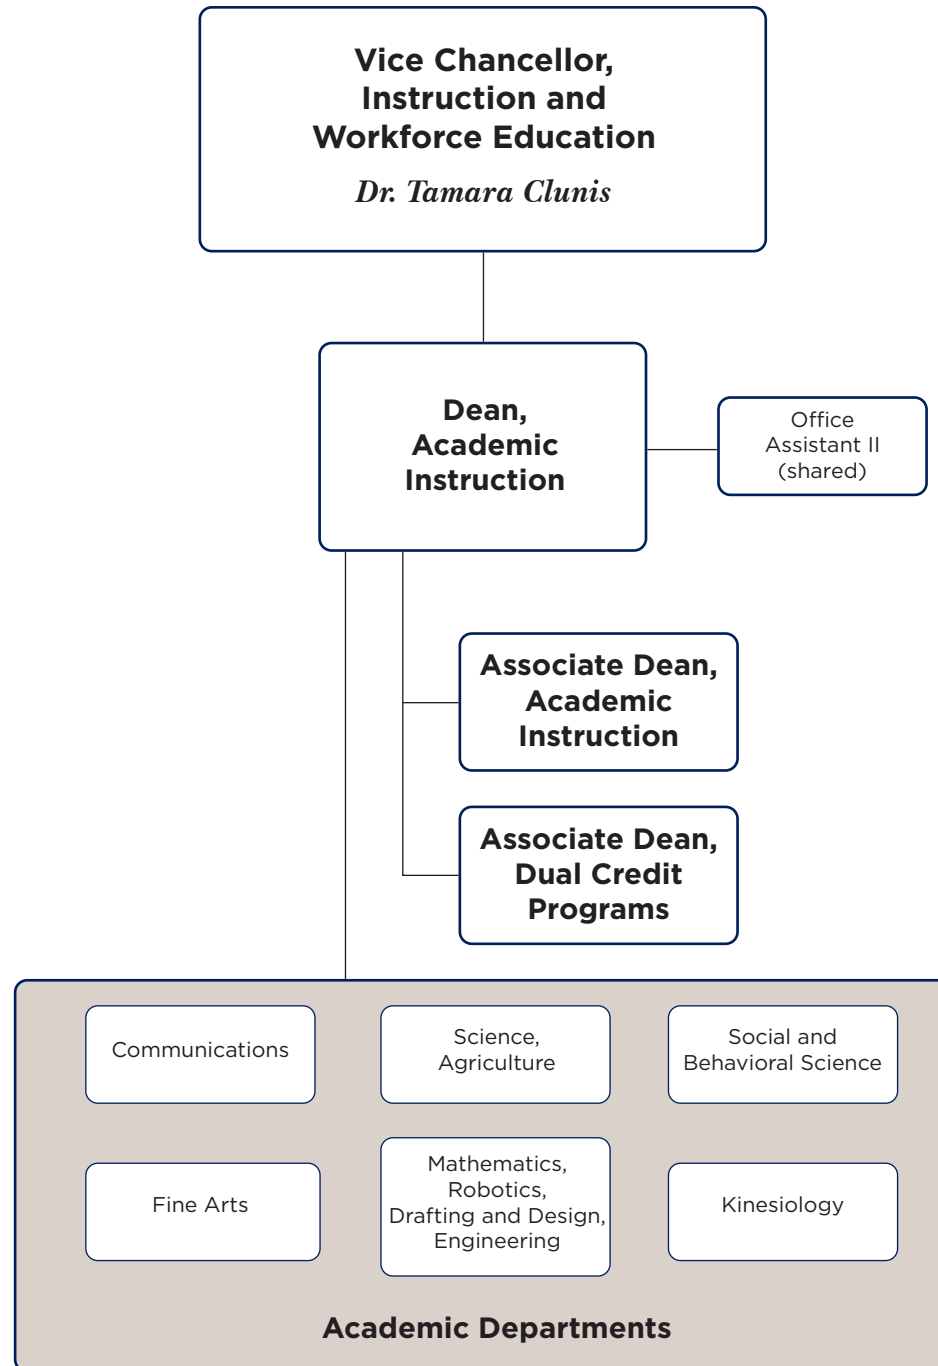 Vice Chancellor,
Instruction and
Workforce Education
Dr. Tamara Clunis
Dean,
Academic
Instruction
Office
Assistant II
(shared)
Associate Dean,
Academic
Instruction
Associate Dean,
Dual Credit
Programs
Communications
Science,
Agriculture
Social and
Behavioral Science
Fine Arts
Mathematics,
Robotics,
Drafting and Design,
Engineering
Kinesiology
Academic Departments